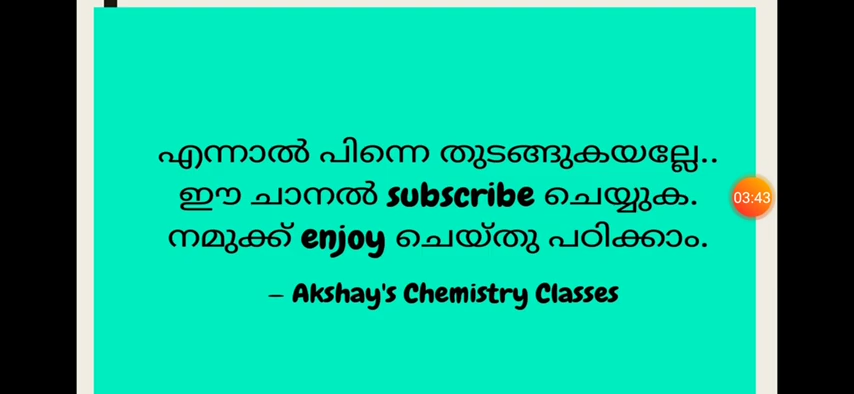 എന്നാൽ പിന്നെ തുടങ്ങുകയല്ലേ..
ഈ ചാനൽ subscribe ചെയ്യുക.
നമുക്ക് enjoy ചെയ്തു പഠിക്കാം.
– Akshay's Chemistry Classes
03:43